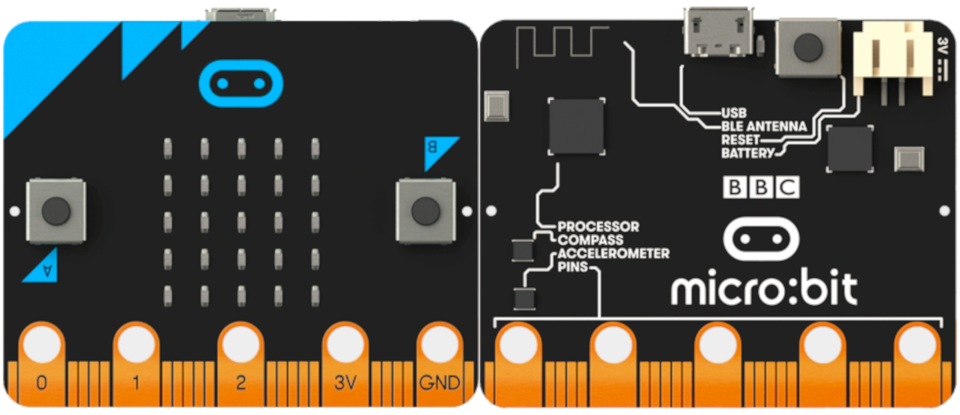 B
A
0
1
2
3V
GND
3V
USB
BLE ANTENNA
RESET
BATTERY
BBC
PROCESSOR
COMPASS
ACCELEROMETER
PINS
micro:bit